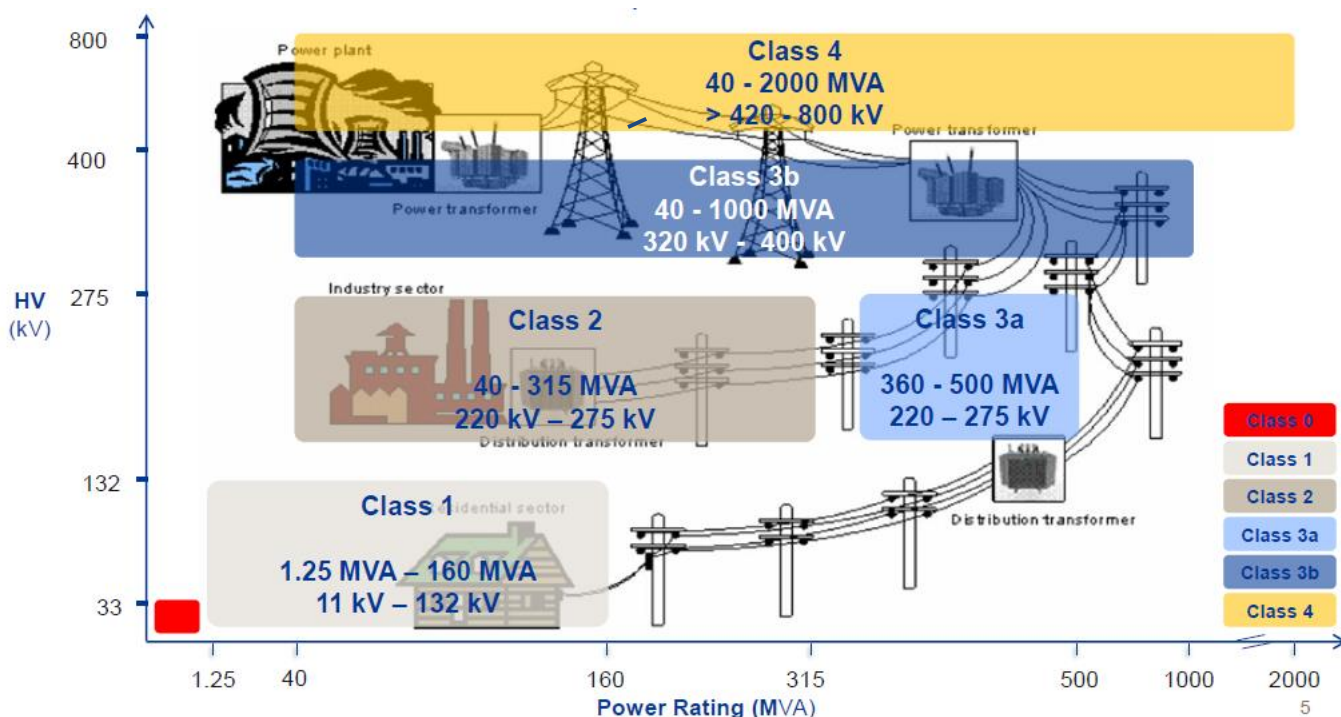 800
Power plant
Class 4
40 - 2000 MVA
> 420 - 800 kV
Power transformer
400
Class 3b
Power transformer
40 - 1000 MVA
320 kV - 400 kV
HV
(kV)
275
Industry sector
Class 2
Class 3a
40 - 315 MVA
220 kV – 275 kV
360 - 500 MVA
220 – 275 kV
Distribution transformer
Class 0
Class 1
Class 2
Class 3a
Class 3b
Class 4
132
Class 1
sidential sector
Distribution transformer
1.25 MVA – 160 MVA
11 kV – 132 kV
33
1.25 40 160 315 500 1000 2000
Power Rating (MVA)
5